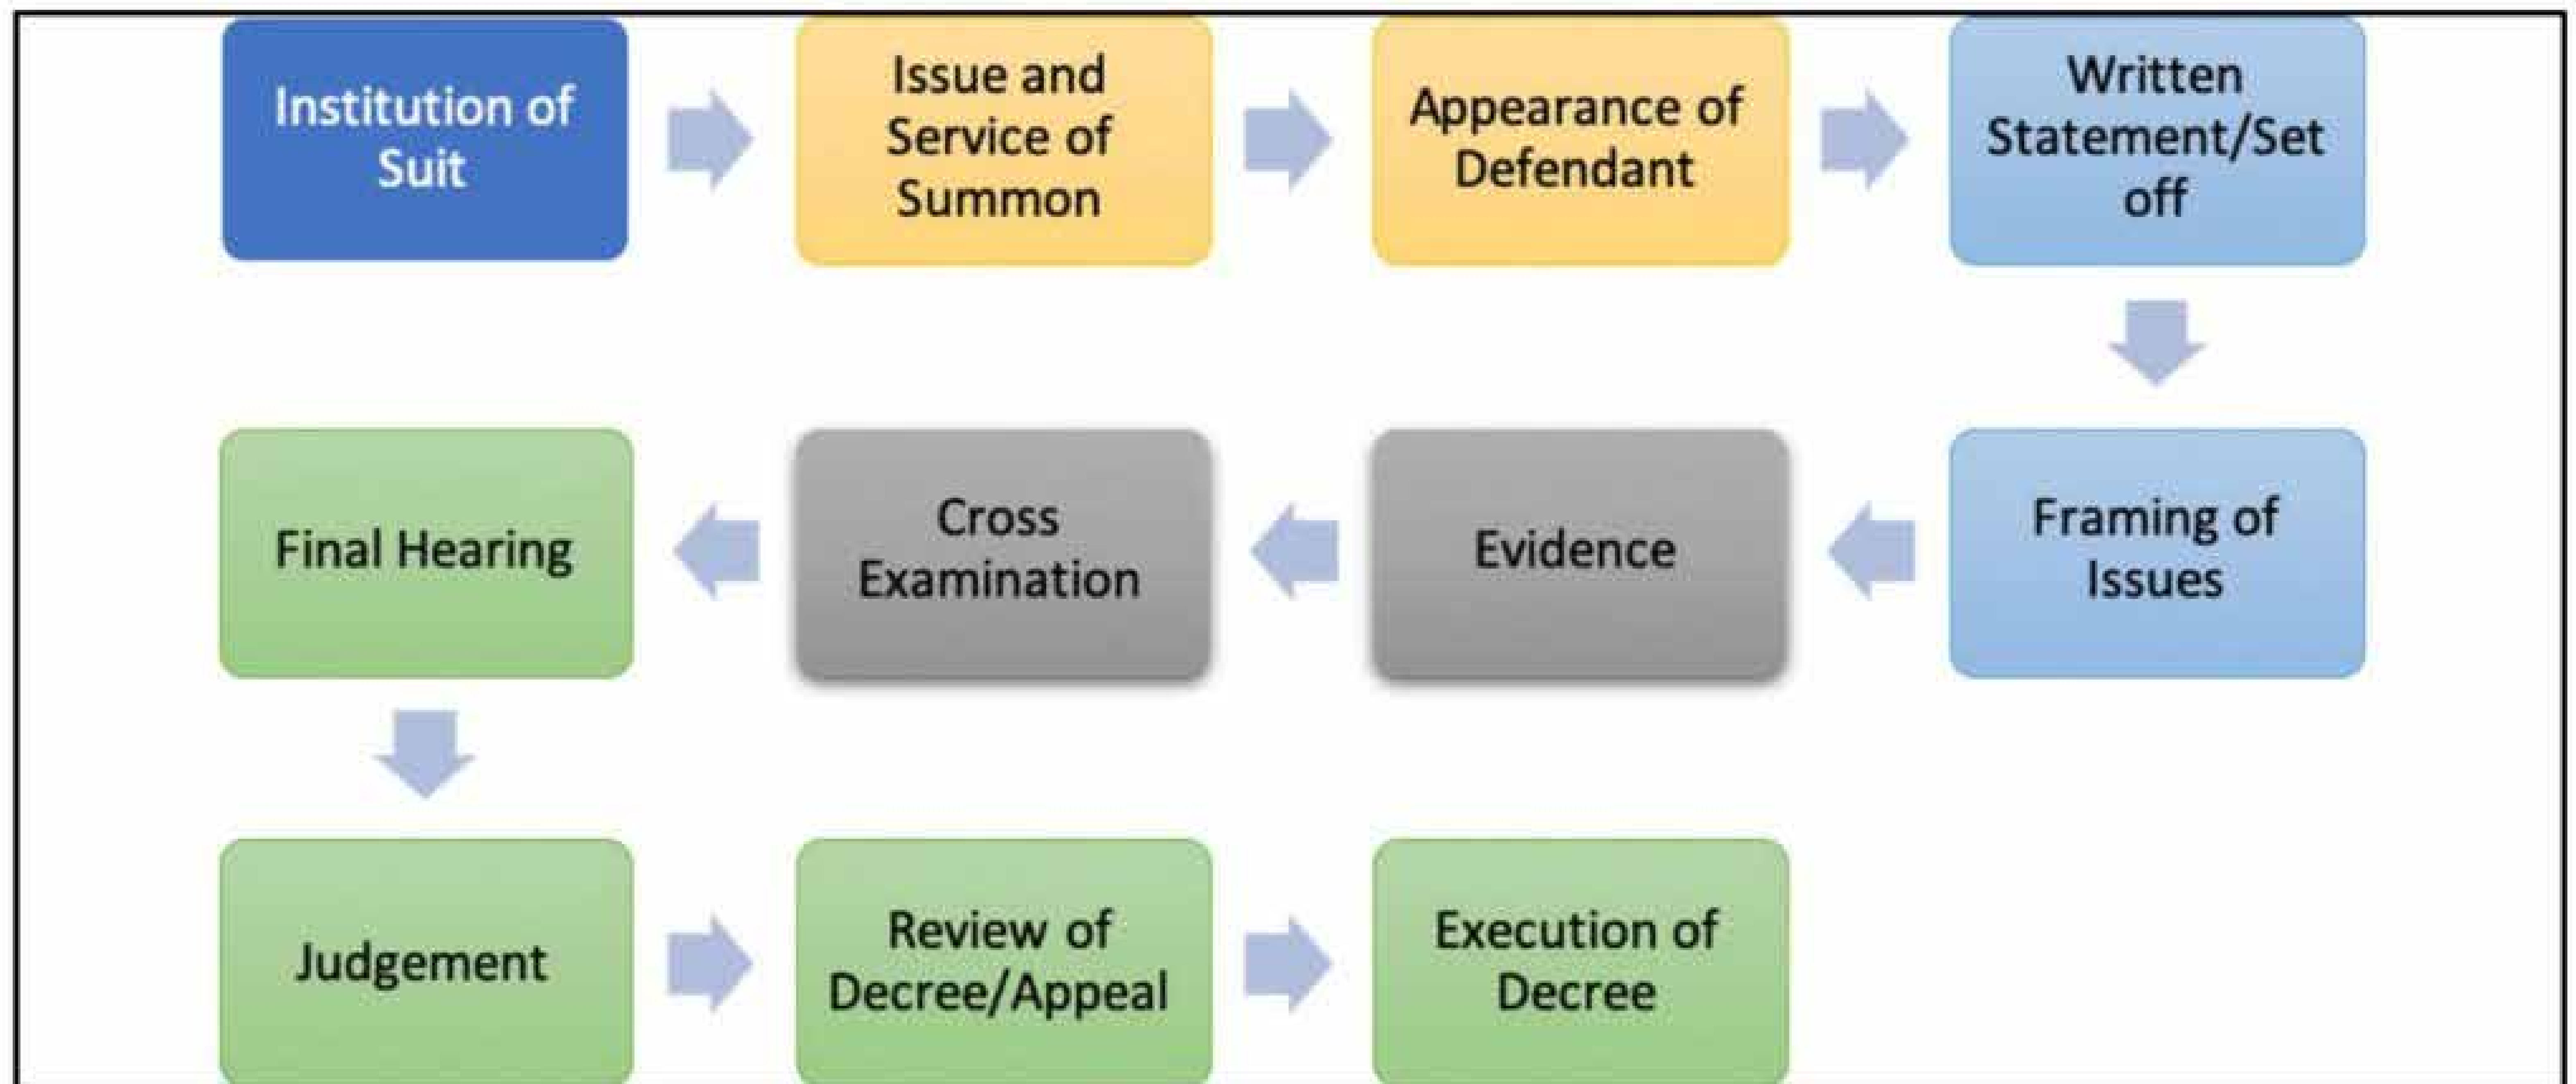 Institution of
Suit
Issue and
Service of
Summon
Appearance of
Defendant
Written
Statement/Set
off
Framing of
Issues
Evidence
Cross
Examination
Final Hearing
Judgement
Review of
Decree/Appeal
Execution of
Decree